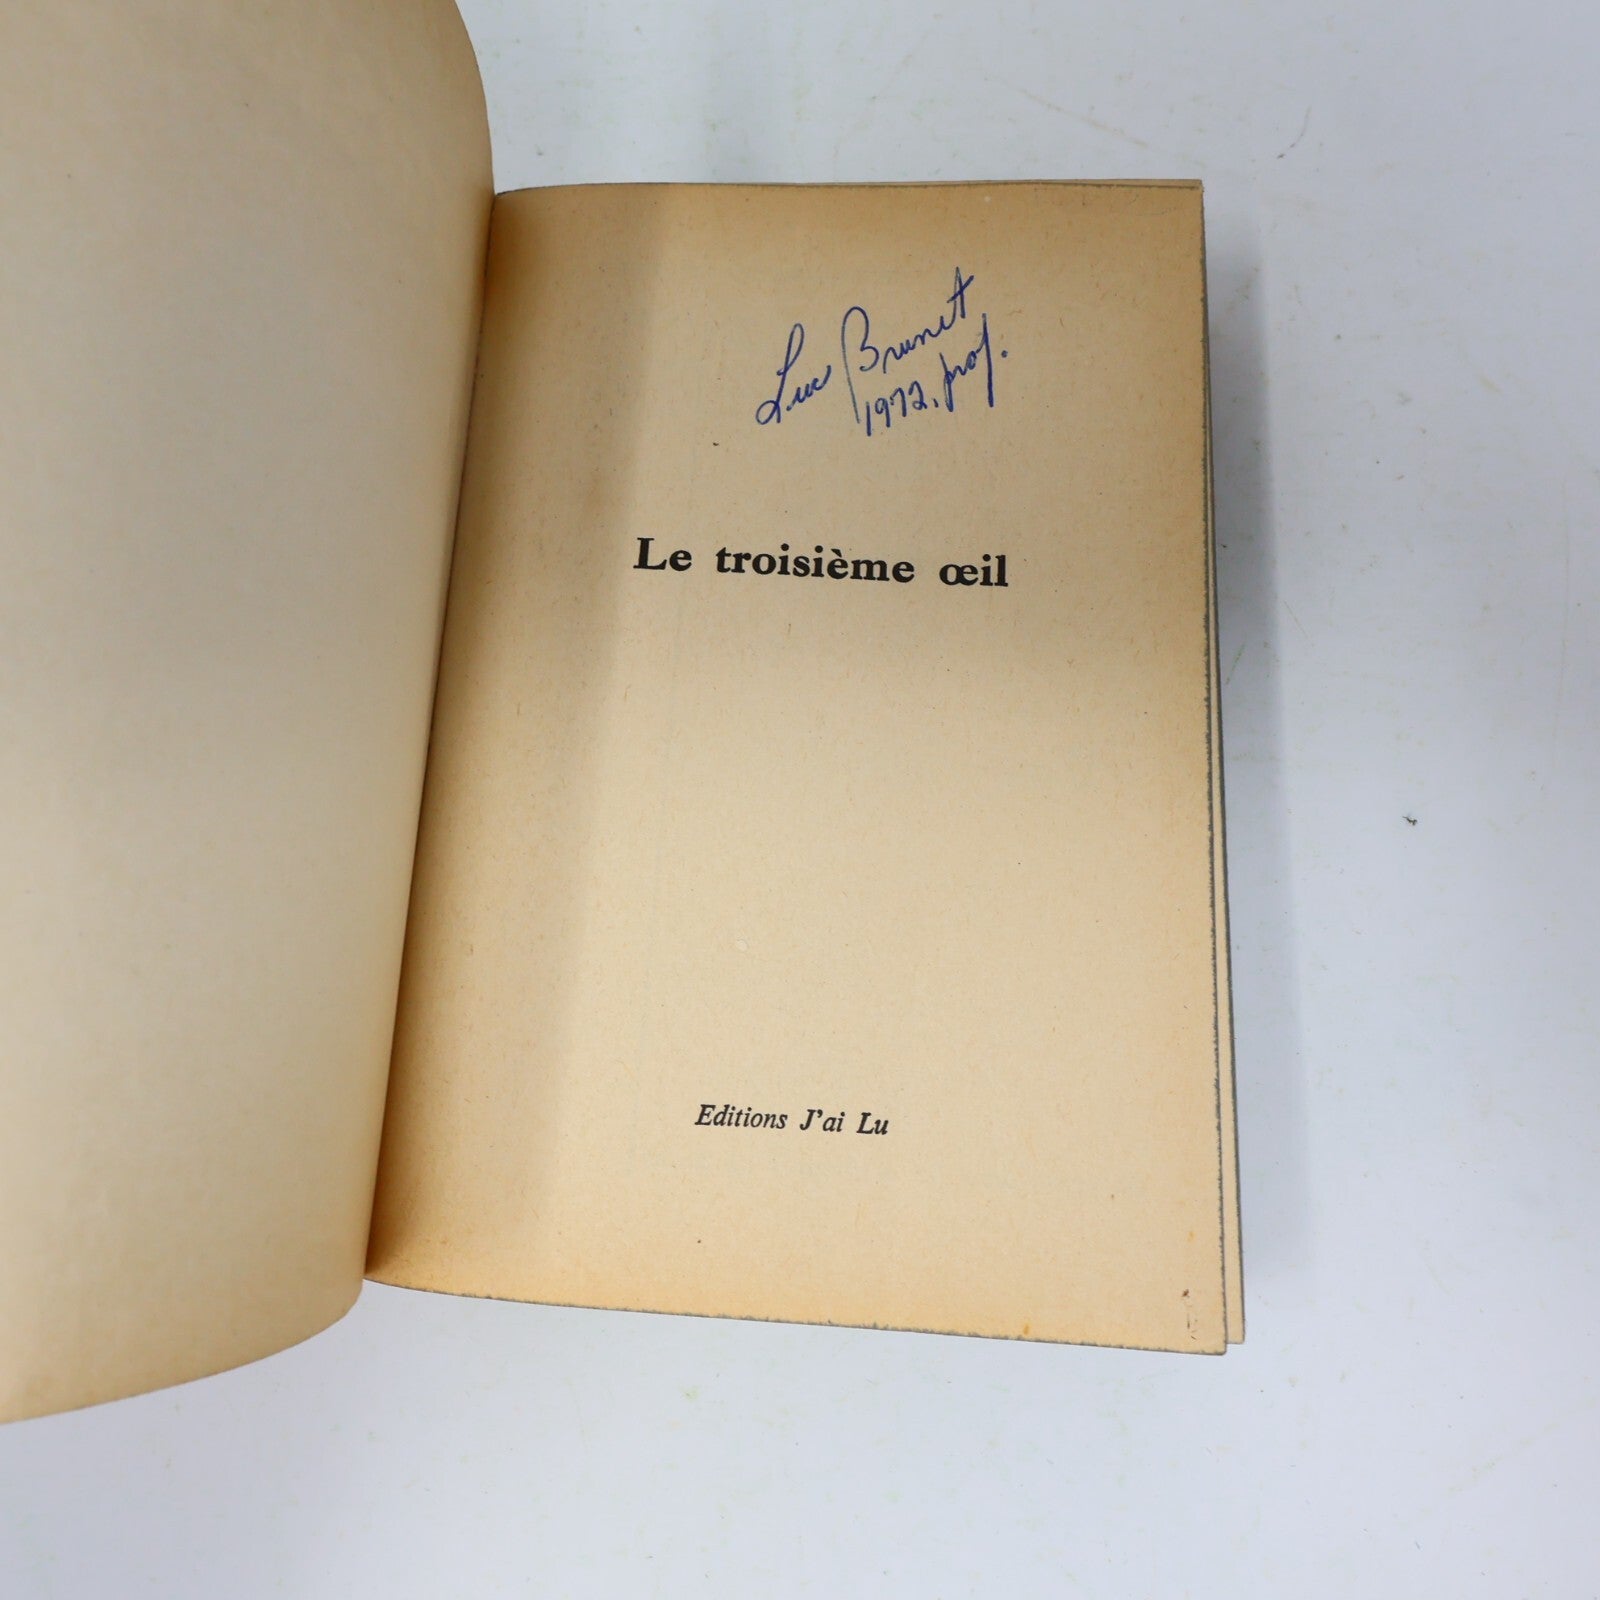 Luc Brunet
1972. prof.
Le troisième œil
Editions J'ai Lu